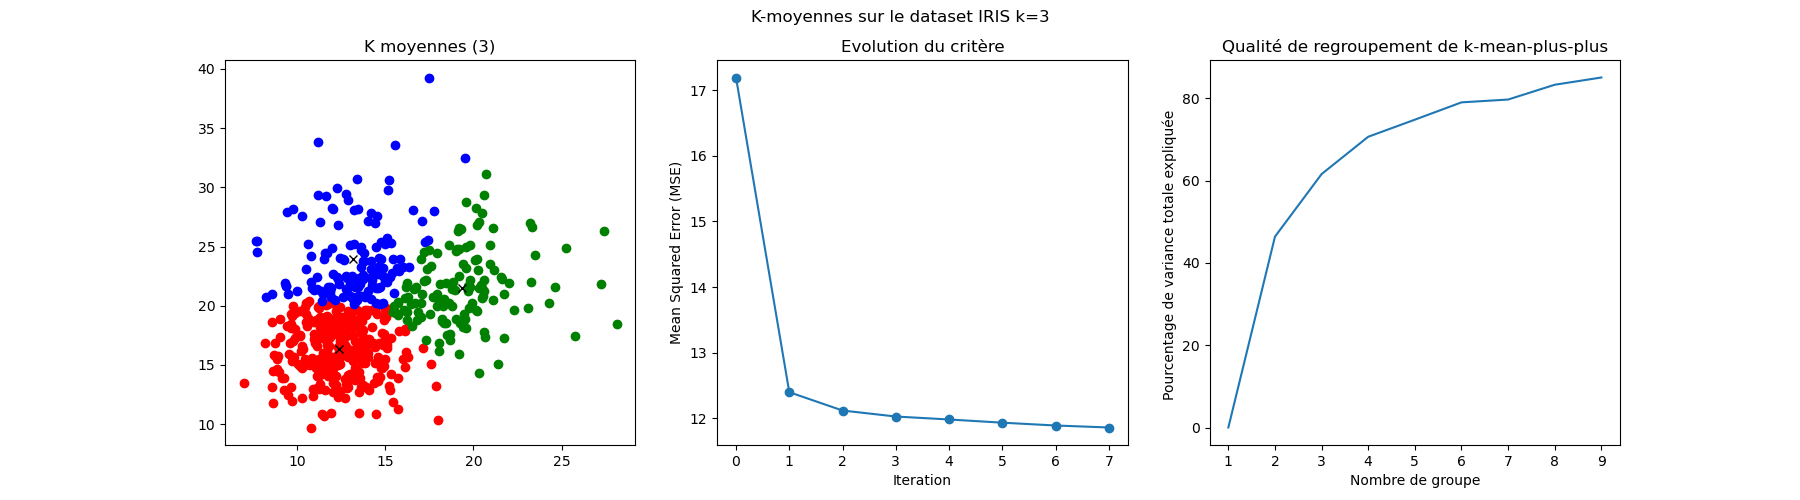 K-moyennes sur le dataset IRIS k=3
K moyennes (3)
40
35
30
25
20
15
10
10 15 20 25
Evolution du critère
Mean Squared Error (MSE)
17
16
15
14
13
12
0 1 2 3 4 5 6 7
Iteration
Qualité de regroupement de k-mean-plus-plus
Pourcentage de variance totale expliquée
80
60
40
20
0
1 2 3 4 5 6 7 8 9
Nombre de groupe